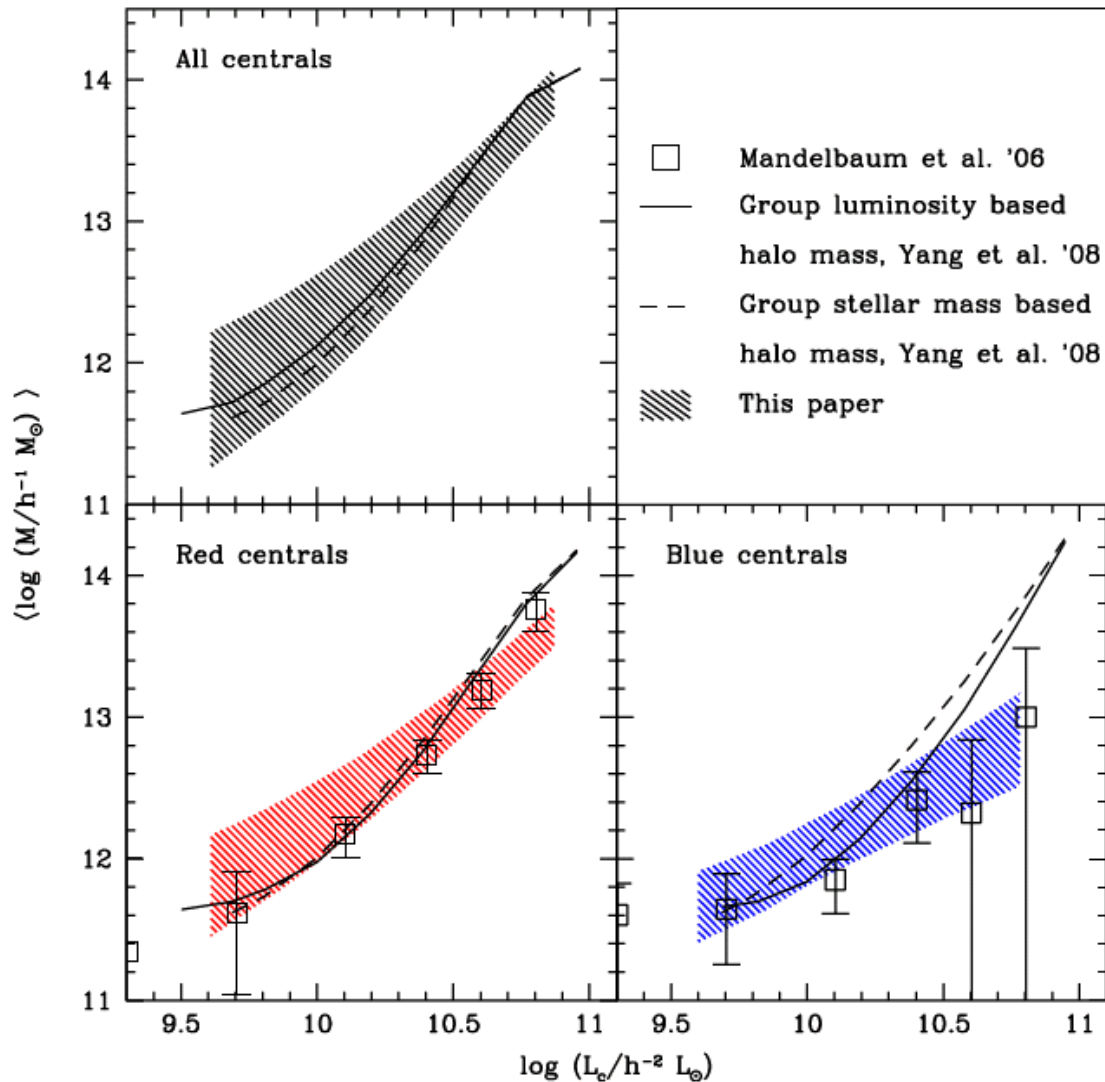 All centrals
14
13
12
11
Mandelbaum et al. '06
Group luminosity based
halo mass, Yang et al. '08
Group stellar mass based
halo mass, Yang et al. '08
This paper
⟨log (M/h⁻¹ M⊙) ⟩
Red centrals
Blue centrals
14
13
12
11
9.5 10 10.5 11 9.5 10 10.5 11
log (L_c/h⁻² L⊙)